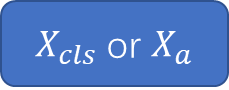 X_cls or X_a